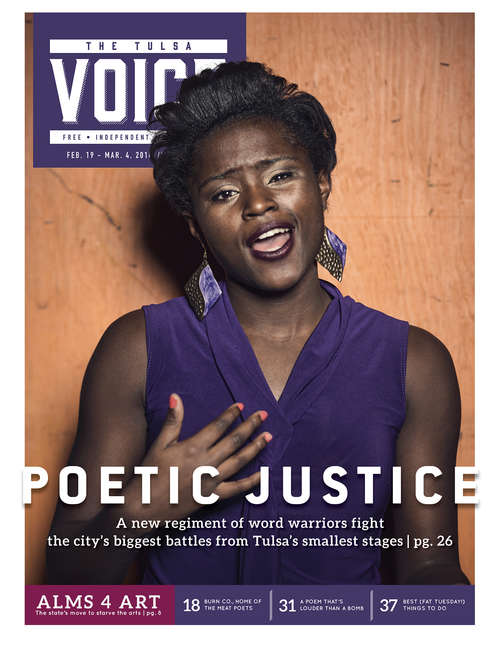 THE TULSA
VOICE
FREE • INDEPENDENT
FEB. 19 – MAR. 4, 201
POETIC JUSTICE
A new regiment of word warriors fight
the city's biggest battles from Tulsa's smallest stages | pg. 26
ALMS 4 ART
The state's move to starve the arts | pg. 8
18 BURN CO., HOME OF
THE MEAT POETS
31 A POEM THAT'S
LOUDER THAN A BOMB
37 BEST (FAT TUESDAY!)
THINGS TO DO